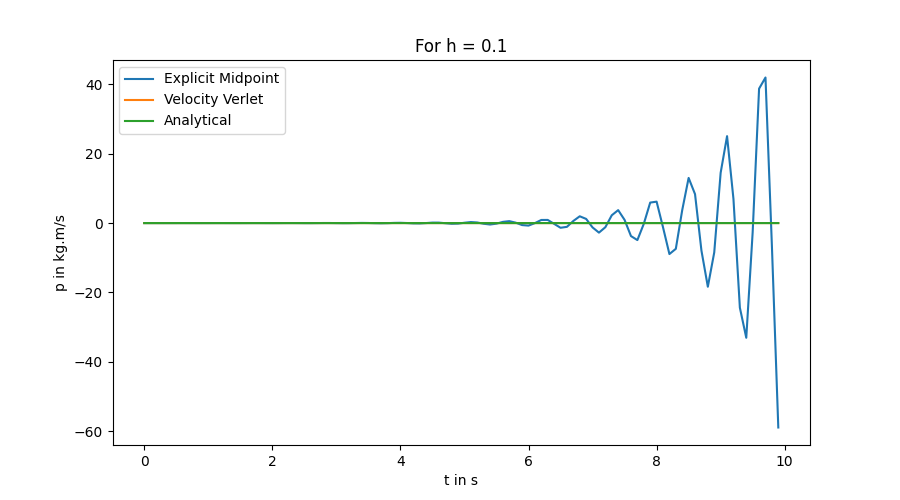 For h = 0.1
Explicit Midpoint
Velocity Verlet
Analytical
40
20
0
−20
−40
−60
p in kg.m/s
0 2 4 6 8 10
t in s